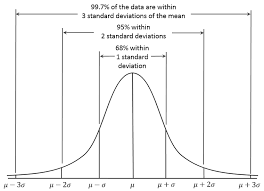 99.7% of the data are within
3 standard deviations of the mean
95% within
2 standard deviations
68% within
1 standard
deviation
μ − 3σ μ − 2σ μ − σ μ μ + σ μ + 2σ μ + 3σ